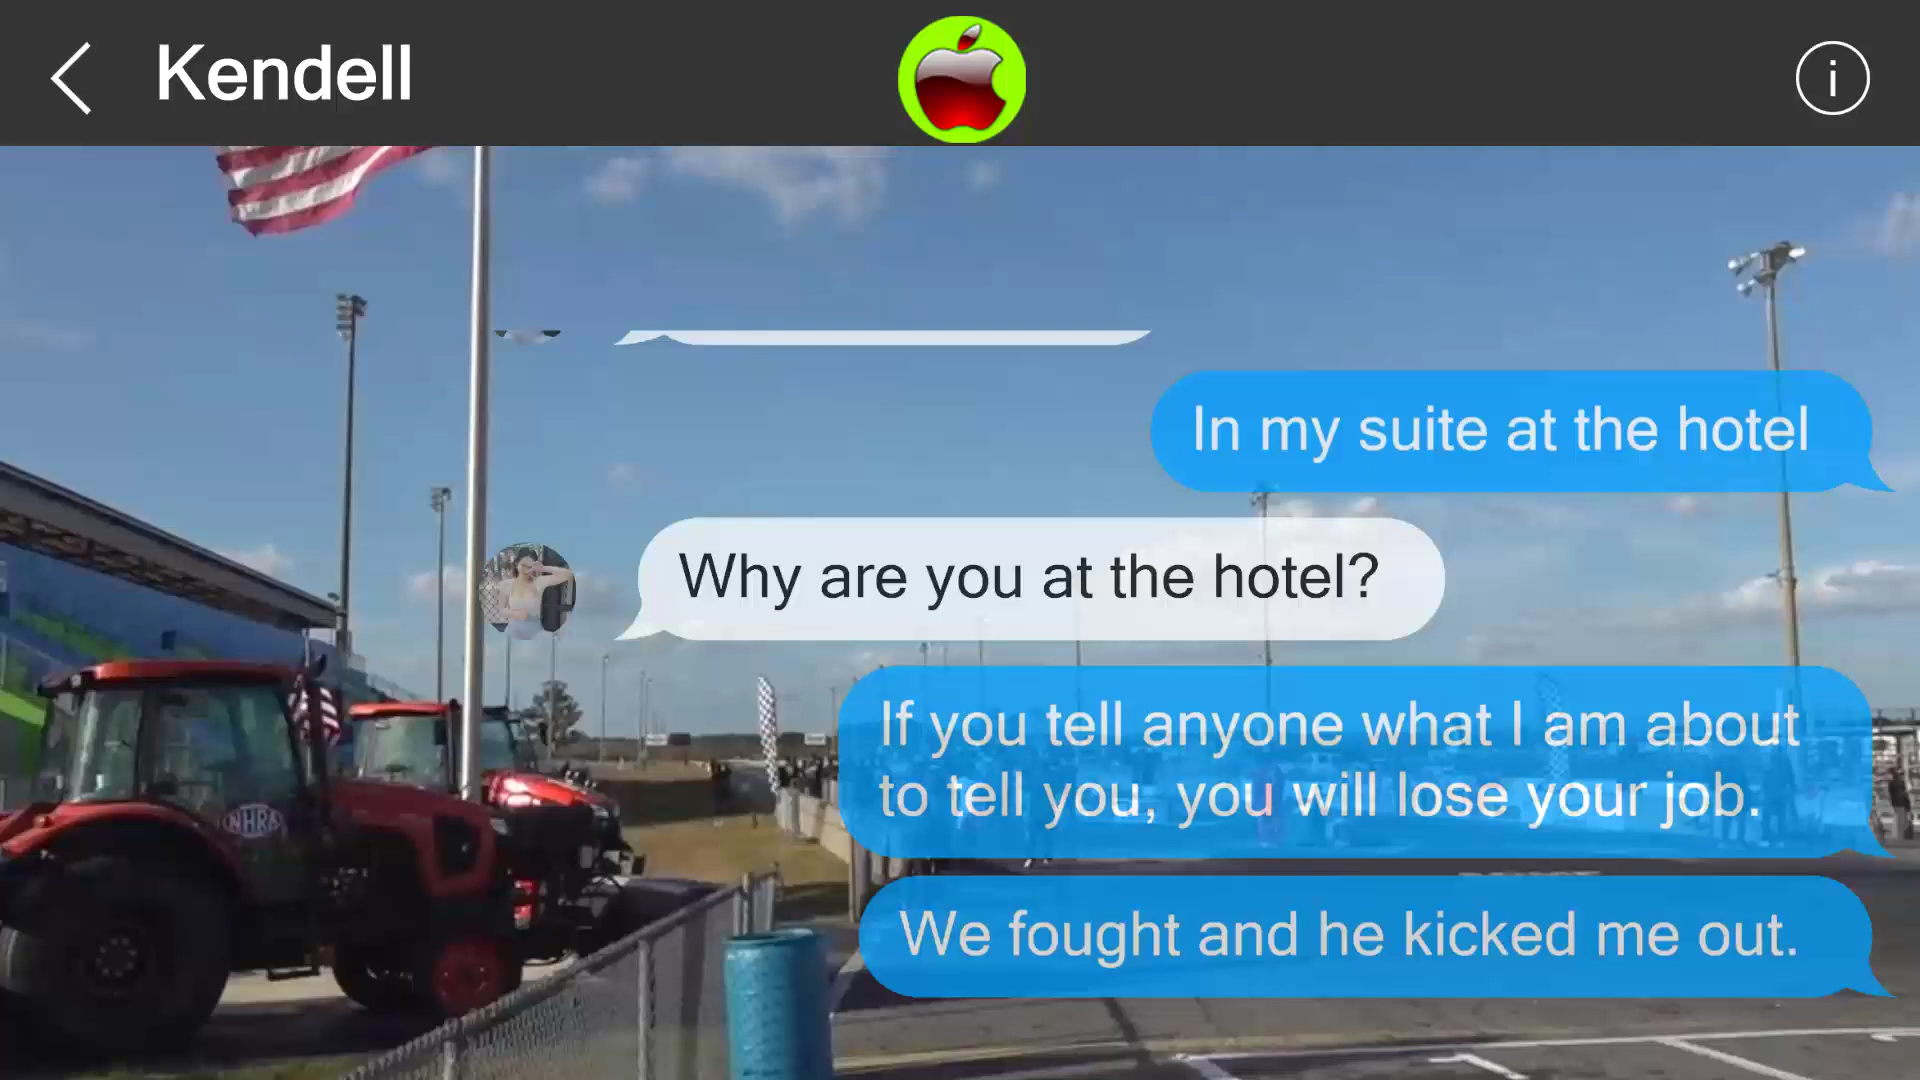 Kendell
i
In my suite at the hotel
Why are you at the hotel?
If you tell anyone what I am about
to tell you, you will lose your job.
We fought and he kicked me out.
NHRA